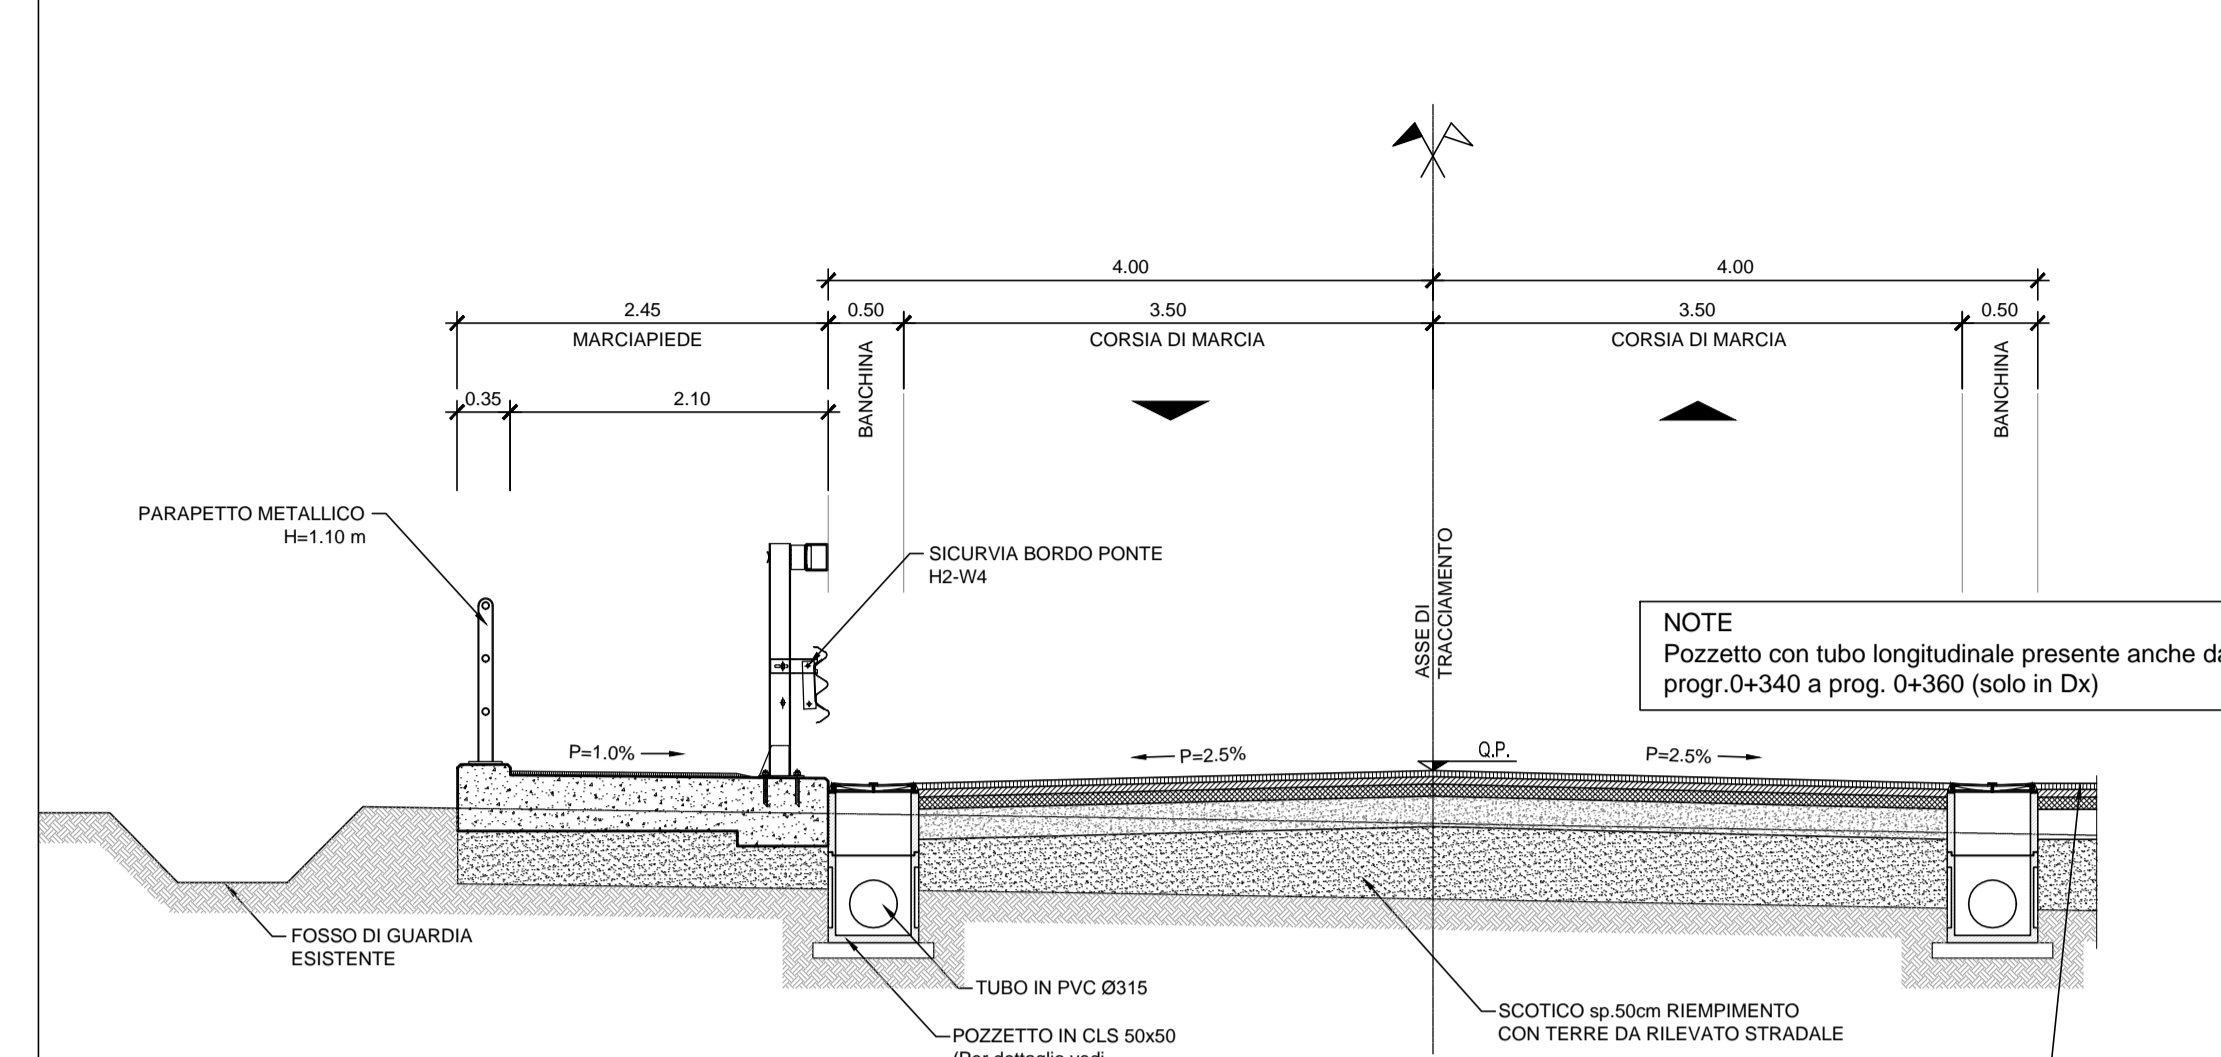 4.00
4.00
2.45
0.50
3.50
3.50
0.50
MARCIAPIEDE
CORSIA DI MARCIA
CORSIA DI MARCIA
BANCHINA
BANCHINA
0.35
2.10
PARAPETTO METALLICO
H=1.10 m
SICURVIA BORDO PONTE
H2-W4
ASSE DI
TRACCIAMENTO
NOTE
Pozzetto con tubo longitudinale presente anche da
progr.0+340 a prog. 0+360 (solo in Dx)
P=1.0%
P=2.5%
Q.P.
P=2.5%
FOSSO DI GUARDIA
ESISTENTE
TUBO IN PVC Ø315
POZZETTO IN CLS 50x50
(Per dettaglio vedi
SCOTICO sp.50cm RIEMPIMENTO
CON TERRE DA RILEVATO STRADALE